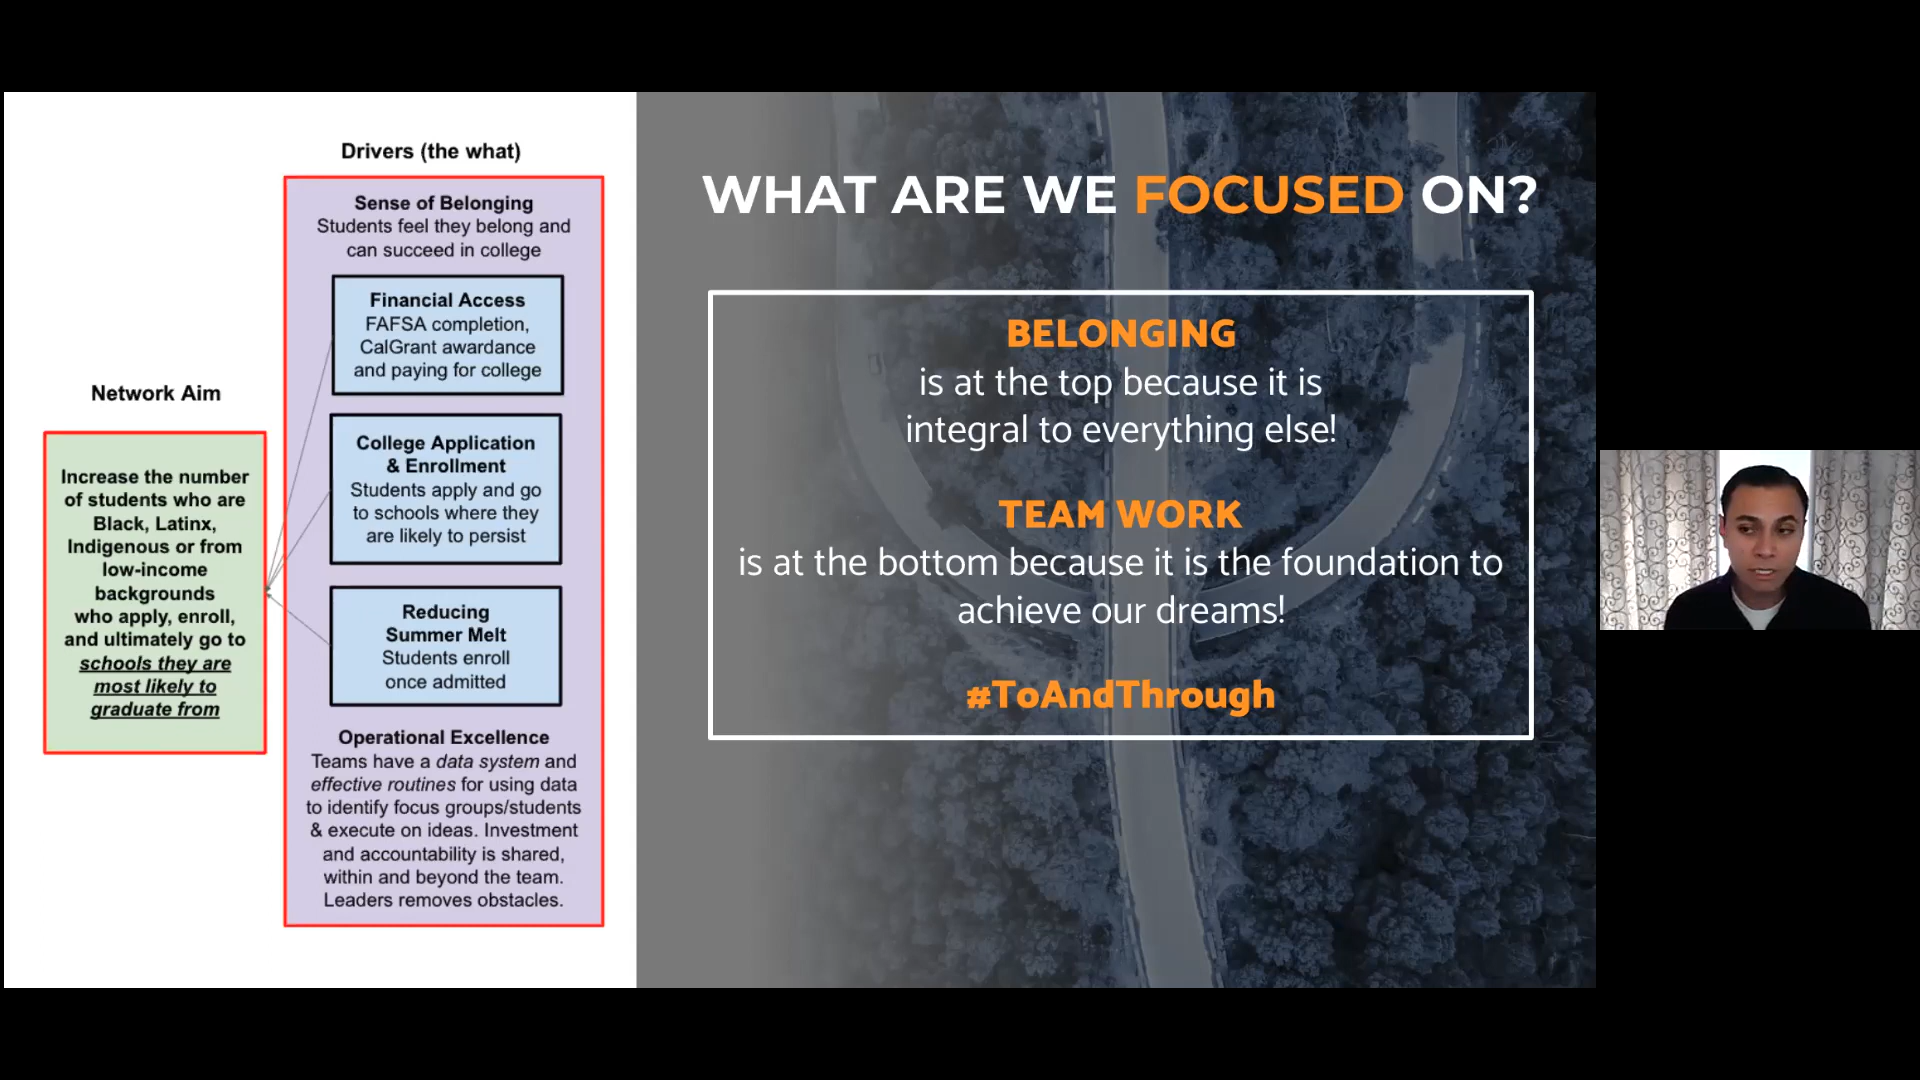 Drivers (the what)
Sense of Belonging
Students feel they belong and
can succeed in college
Financial Access
FAFSA completion,
CalGrant awardance
and paying for college
College Application
& Enrollment
Students apply and go
to schools where they
are likely to persist
Reducing
Summer Melt
Students enroll
once admitted
Operational Excellence
Teams have a data system and
effective routines for using data
to identify focus groups/students
& execute on ideas. Investment
and accountability is shared,
within and beyond the team.
Leaders removes obstacles.
Network Aim
Increase the number
of students who are
Black, Latinx,
Indigenous or from
low-income
backgrounds
who apply, enroll,
and ultimately go to
schools they are
most likely to
graduate from
WHAT ARE WE FOCUSED ON?
BELONGING
is at the top because it is
integral to everything else!
TEAM WORK
is at the bottom because it is the foundation to
achieve our dreams!
#ToAndThrough